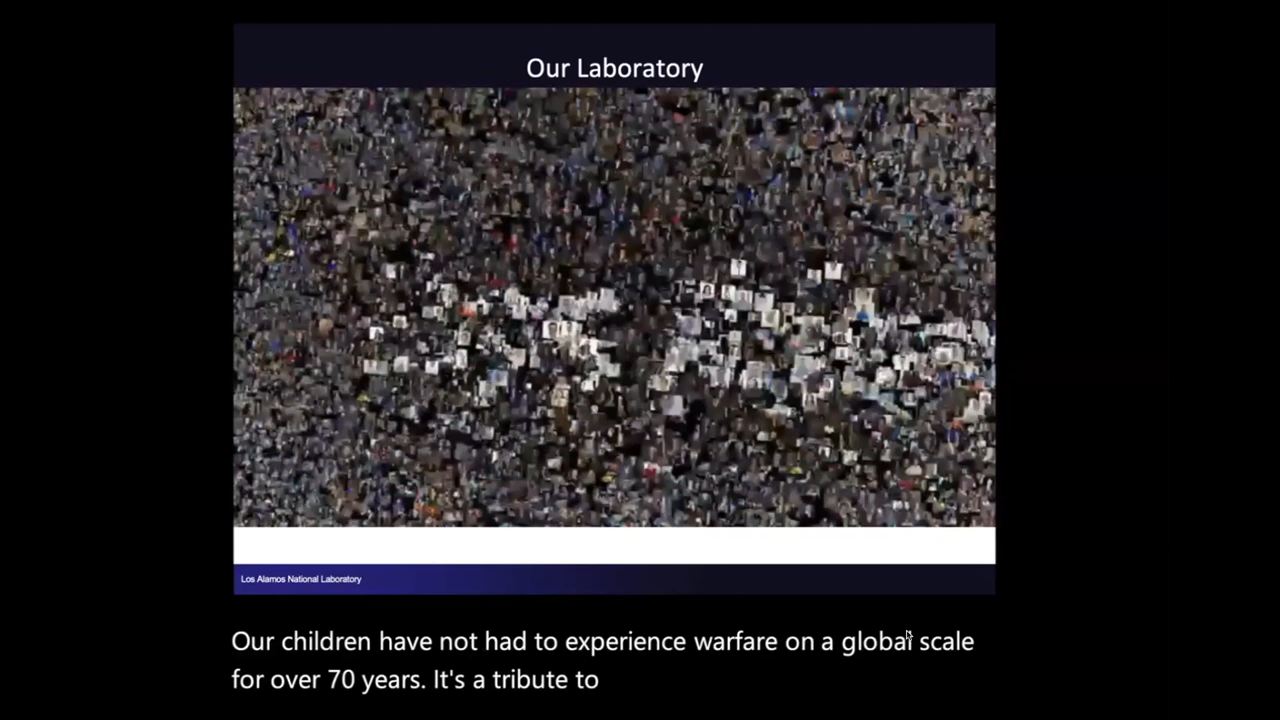 Our Laboratory
Los Alamos National Laboratory
Our children have not had to experience warfare on a global scale
for over 70 years. It's a tribute to